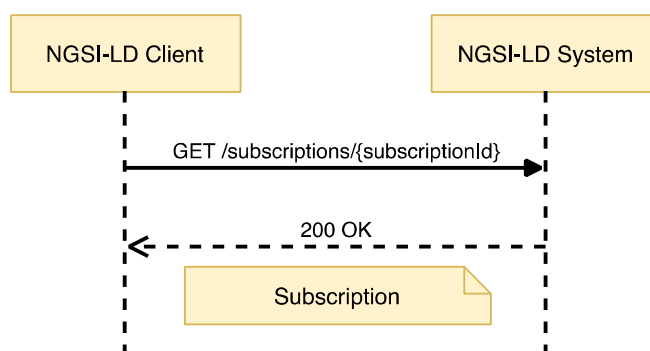 NGSI-LD Client
NGSI-LD System
GET /subscriptions/{subscriptionId}
200 OK
Subscription